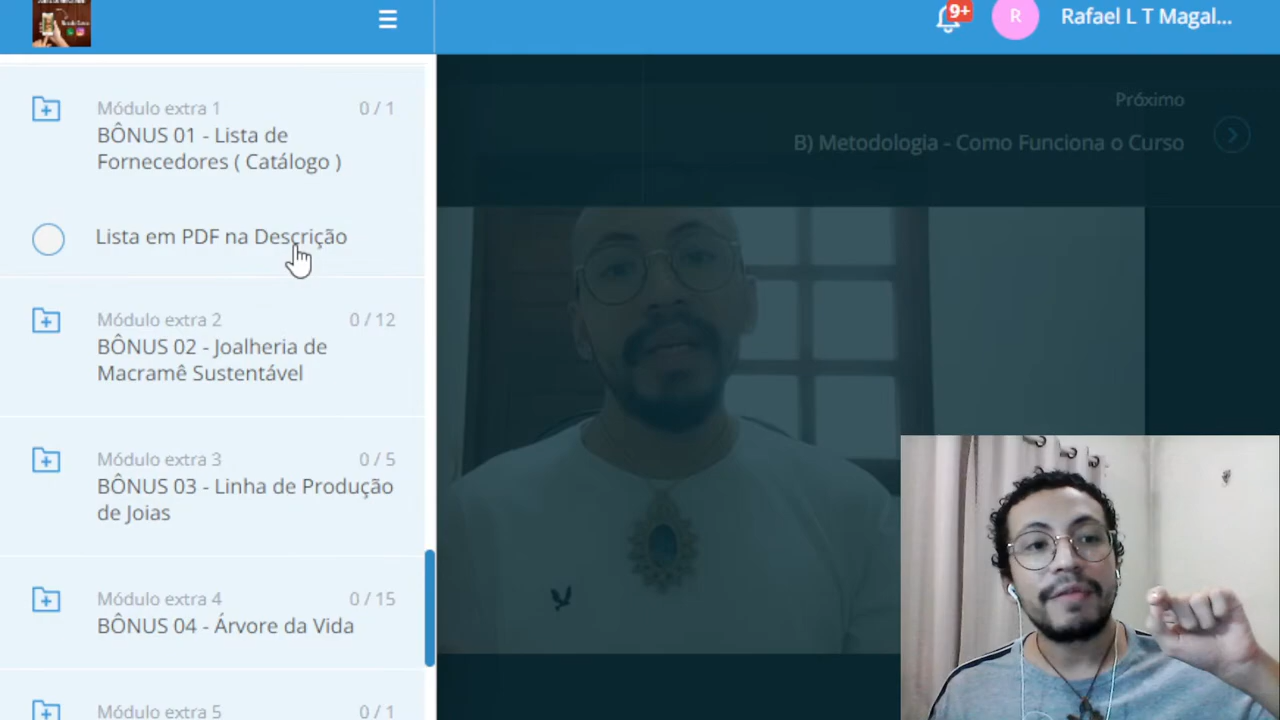 9+
R
Rafael L T Magal...
Módulo extra 1
0 / 1
BÔNUS 01 - Lista de
Fornecedores ( Catálogo )
Lista em PDF na Descrição
Módulo extra 2
0 / 12
BÔNUS 02 - Joalheria de
Macramê Sustentável
Módulo extra 3
0 / 5
BÔNUS 03 - Linha de Produção
de Joias
Módulo extra 4
0 / 15
BÔNUS 04 - Árvore da Vida
Módulo extra 5
0 / 1
Próximo
B) Metodologia - Como Funciona o Curso